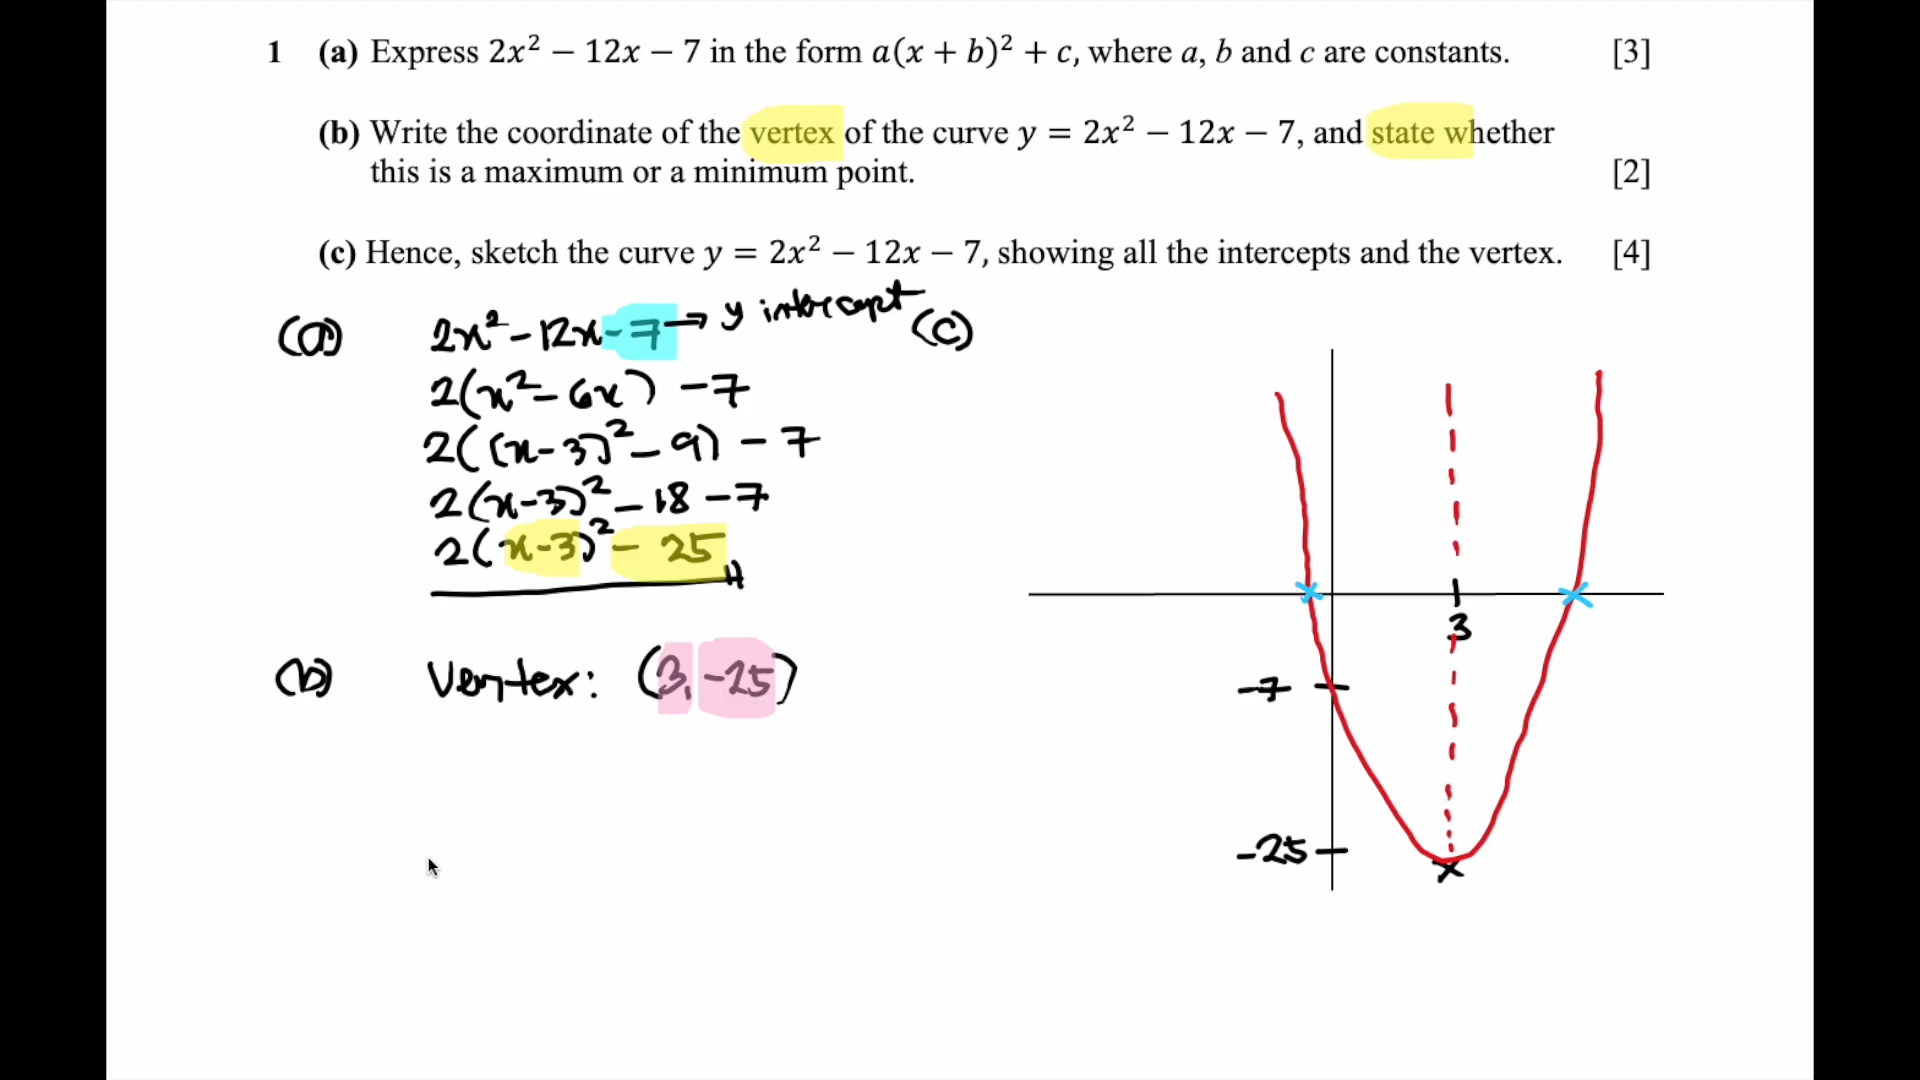 1 (a) Express 2x² − 12x − 7 in the form a(x + b)² + c, where a, b and c are constants. [3]
(b) Write the coordinate of the vertex of the curve y = 2x² − 12x − 7, and state whether
this is a maximum or a minimum point. [2]
(c) Hence, sketch the curve y = 2x² − 12x − 7, showing all the intercepts and the vertex. [4]
(a) 2x² − 12x − 7 → y intercept
2(x² − 6x) − 7
2((x − 3)² − 9) − 7
2(x − 3)² − 18 − 7
2(x − 3)² − 25
(b) Vertex: (3, −25)
(c)
3
−7
−25